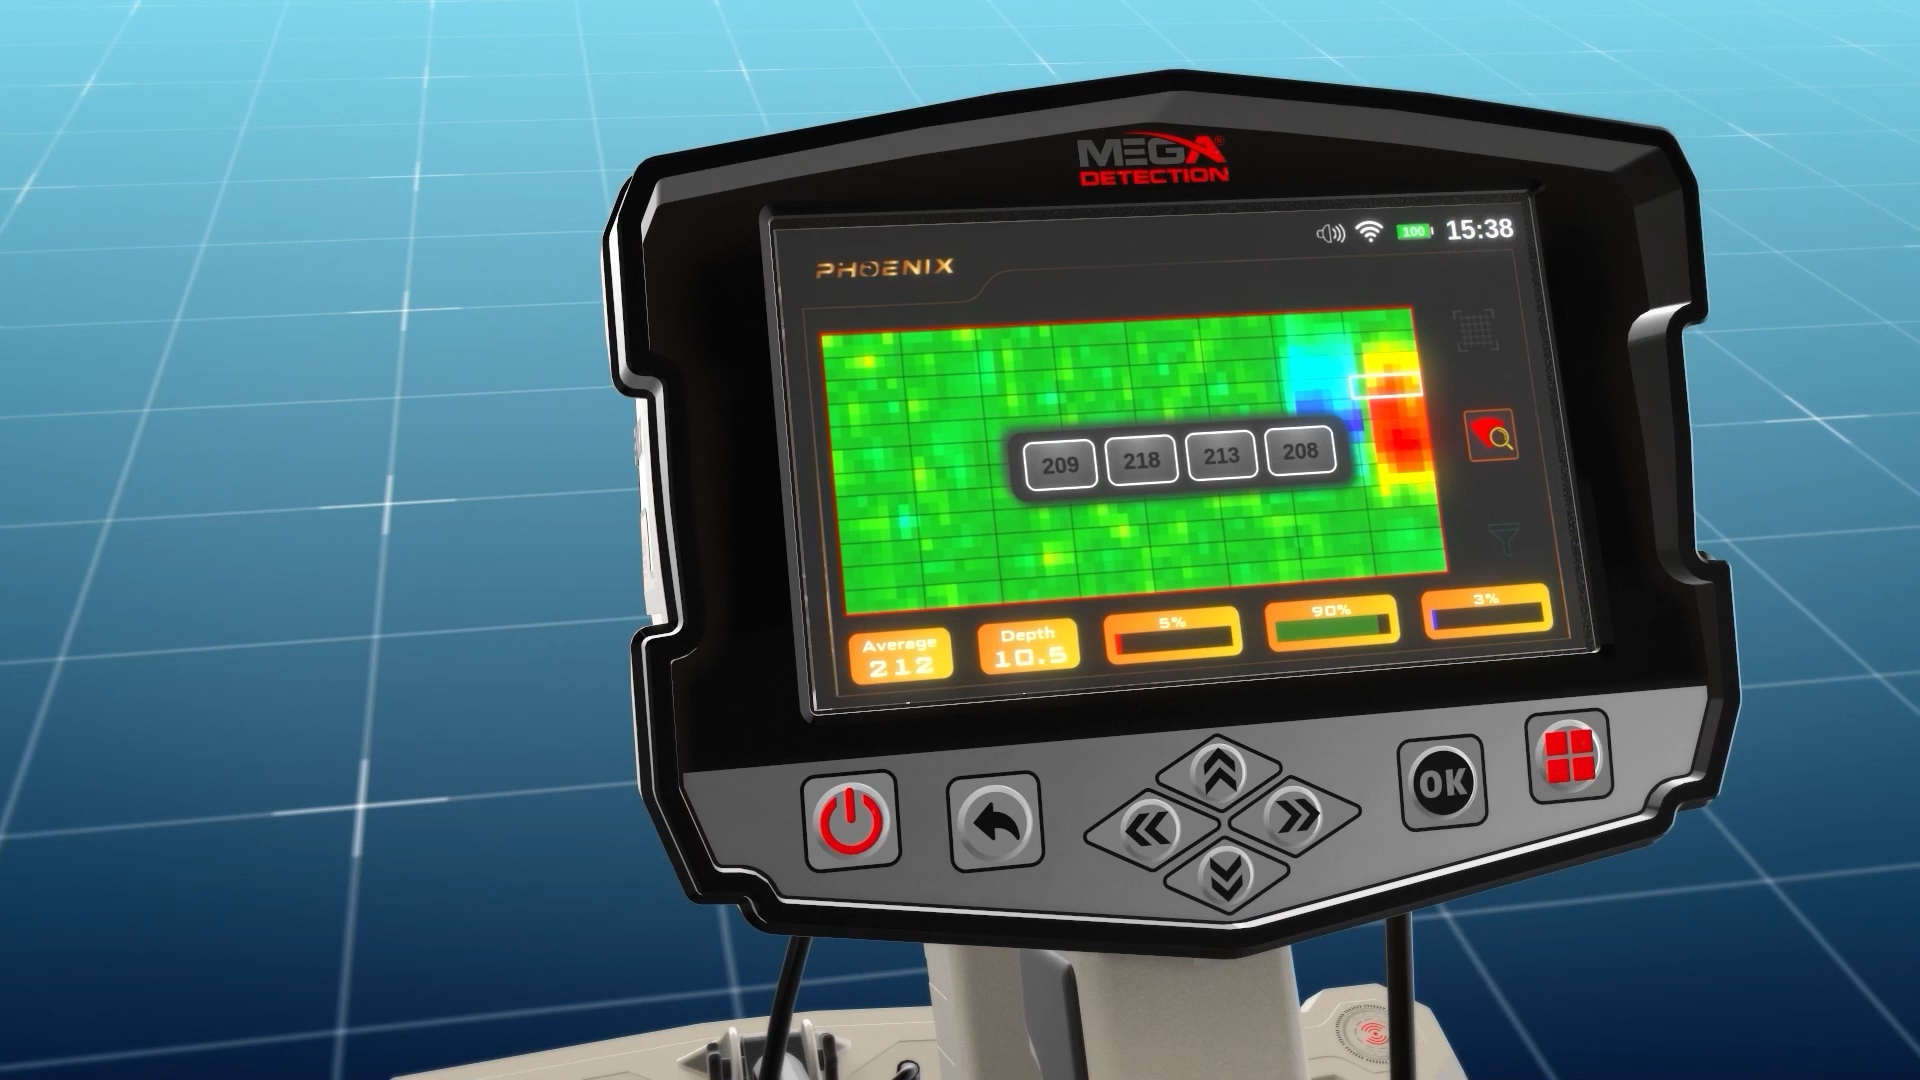 MEGA®
DETECTION
100 15:38
PHOENIX
209 218 213 208
Average
212
Depth
10.5
5%
90%
3%
OK